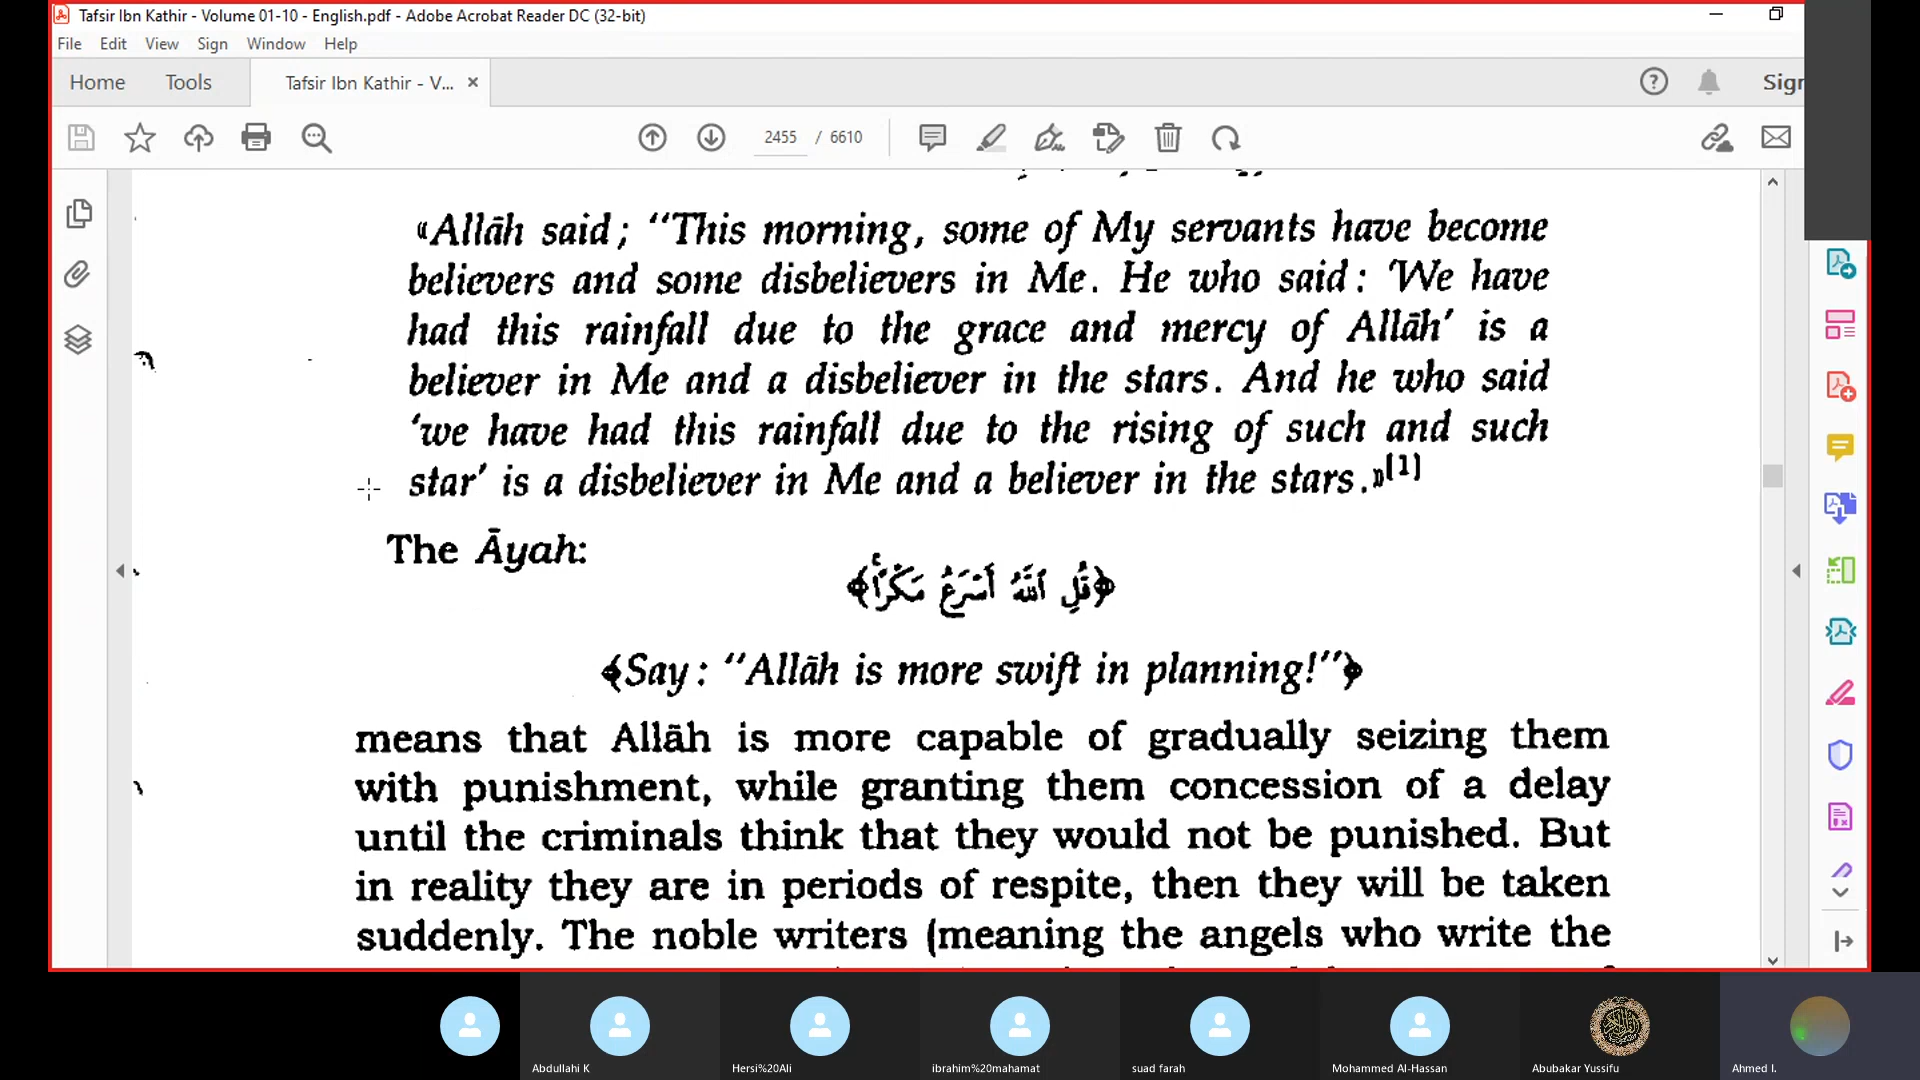 Tafsir Ibn Kathir - Volume 01-10 - English.pdf - Adobe Acrobat Reader DC (32-bit)
File Edit View Sign Window Help
Home Tools Tafsir Ibn Kathir - V... × Sign
2455 / 6610
«Allāh said; "This morning, some of My servants have become
believers and some disbelievers in Me. He who said: 'We have
had this rainfall due to the grace and mercy of Allāh' is a
believer in Me and a disbeliever in the stars. And he who said
'we have had this rainfall due to the rising of such and such
star' is a disbeliever in Me and a believer in the stars.»[1]
The Āyah:
﴿قُلِ ٱللَّهُ أَسْرَعُ مَكْرًا﴾
﴾Say: "Allāh is more swift in planning!"﴿
means that Allāh is more capable of gradually seizing them
with punishment, while granting them concession of a delay
until the criminals think that they would not be punished. But
in reality they are in periods of respite, then they will be taken
suddenly. The noble writers (meaning the angels who write the
Abdullahi K
Hersi%20Ali
ibrahim%20mahamat
suad farah
Mohammed Al-Hassan
Abubakar Yussifu
Ahmed I.